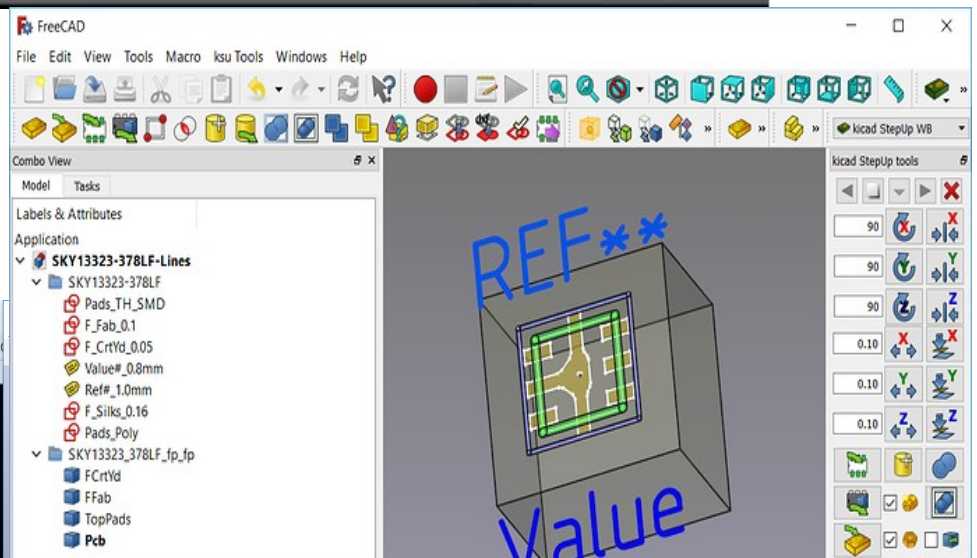 FreeCAD
File Edit View Tools Macro ksu Tools Windows Help
kicad StepUp WB
Combo View
kicad StepUp tools
Model Tasks
Labels & Attributes
Application
SKY13323-378LF-Lines
SKY13323-378LF
Pads_TH_SMD
F_Fab_0.1
F_CrtYd_0.05
Value#_0.8mm
Ref#_1.0mm
F_Silks_0.16
Pads_Poly
SKY13323_378LF_fp_fp
FCrtYd
FFab
TopPads
Pcb
REF**
Value
90 X X
90 Y Y
90 Z Z
0.10 X X
0.10 Y Y
0.10 Z Z